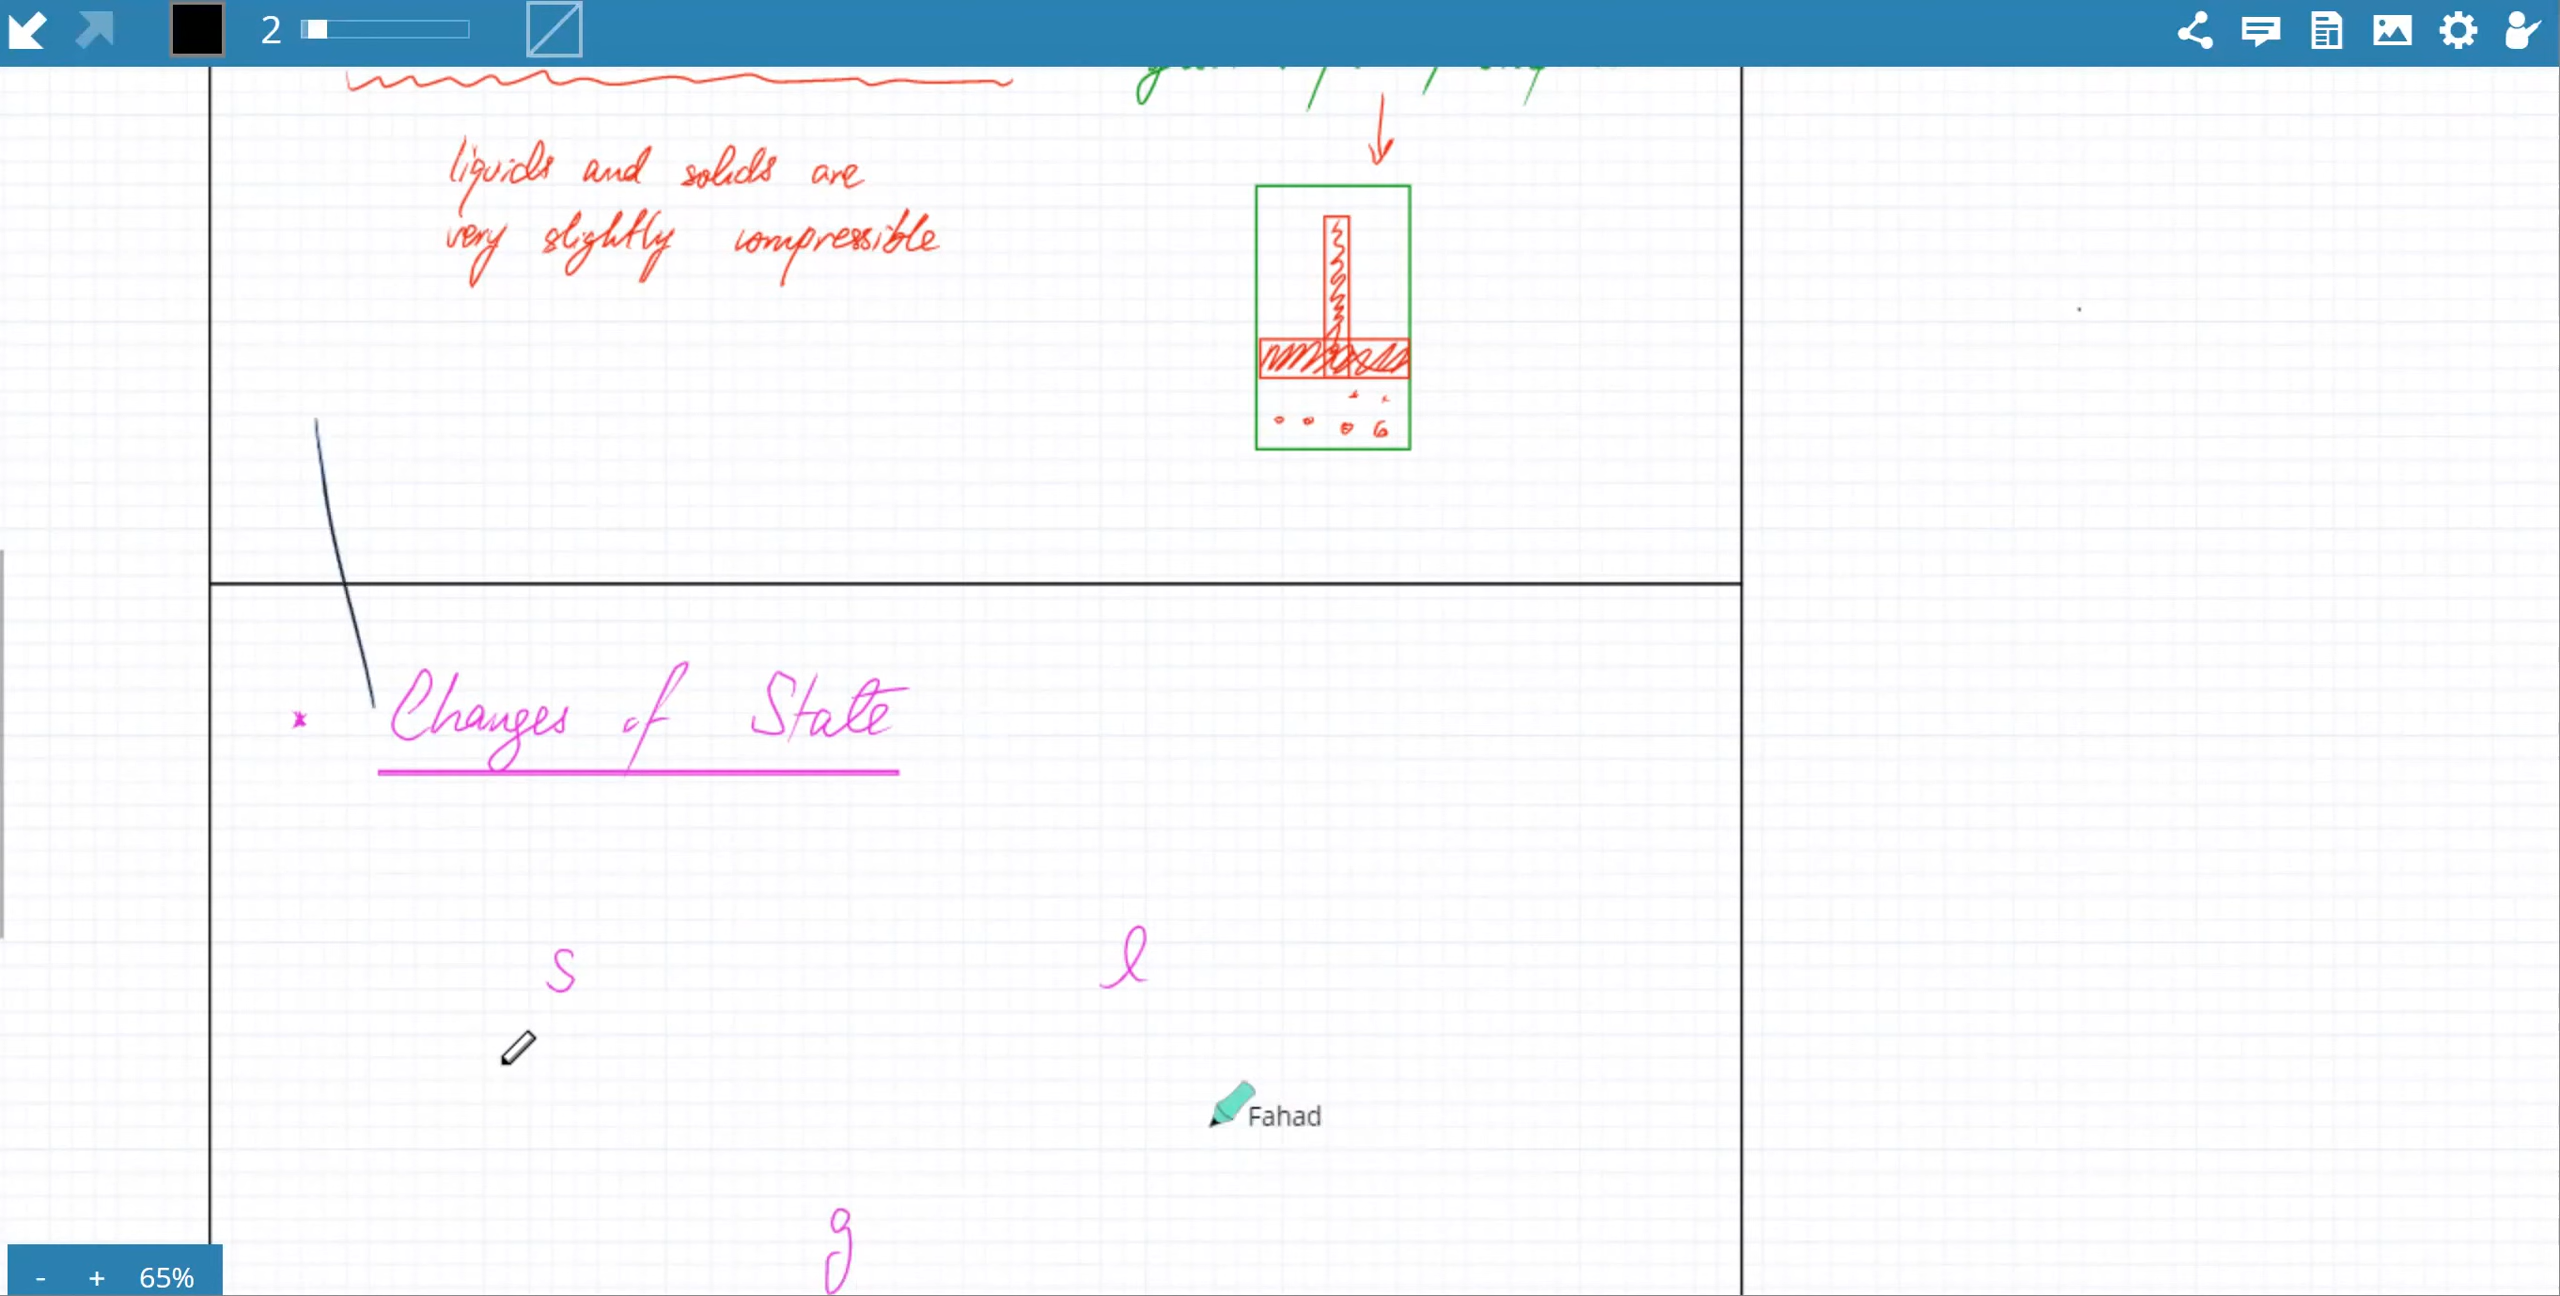 2
liquids and solids are
very slightly compressible
* Changes of State
s l
Fahad
g
- + 65%